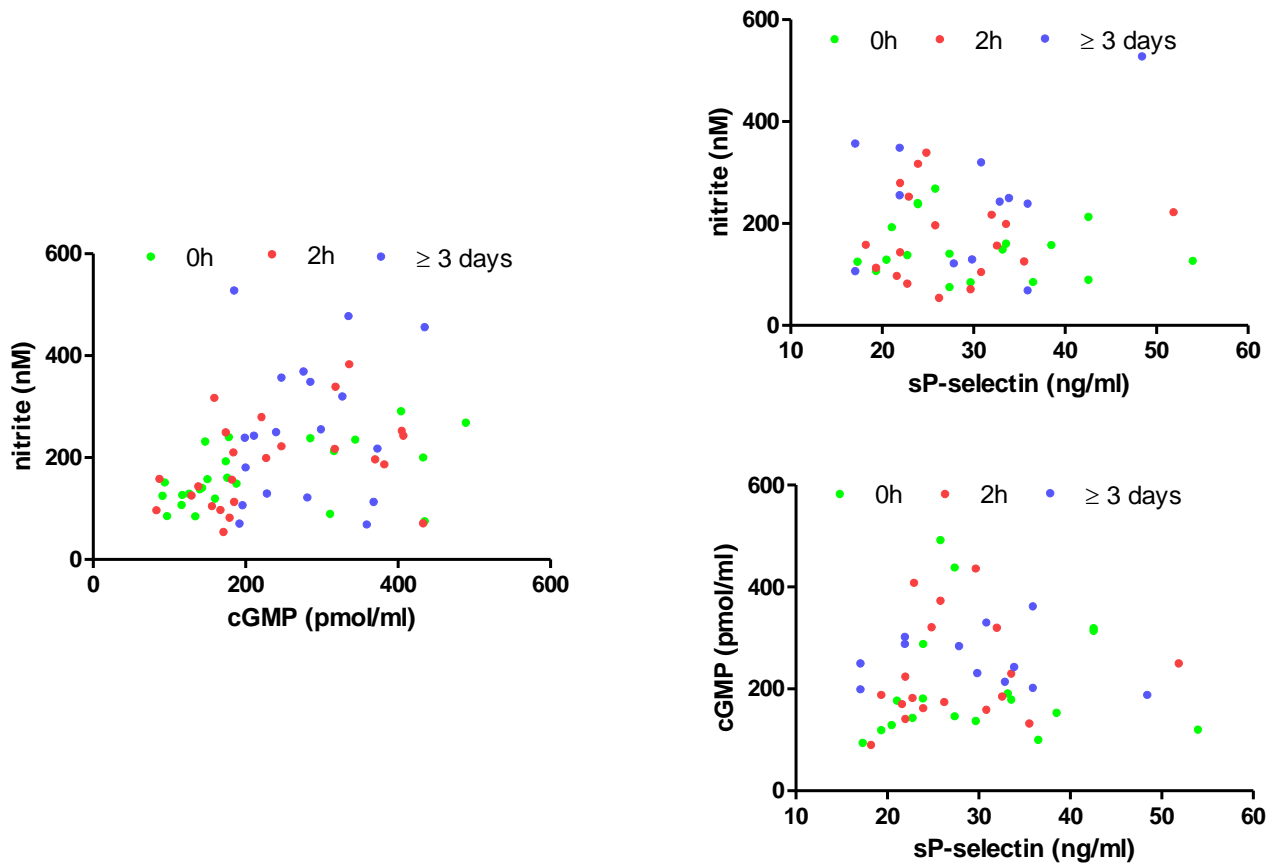 0h 2h ≥ 3 days
600
400
200
0
nitrite (nM)
0 200 400 600
cGMP (pmol/ml)
0h 2h ≥ 3 days
600
400
200
0
nitrite (nM)
10 20 30 40 50 60
sP-selectin (ng/ml)
0h 2h ≥ 3 days
600
400
200
0
cGMP (pmol/ml)
10 20 30 40 50 60
sP-selectin (ng/ml)